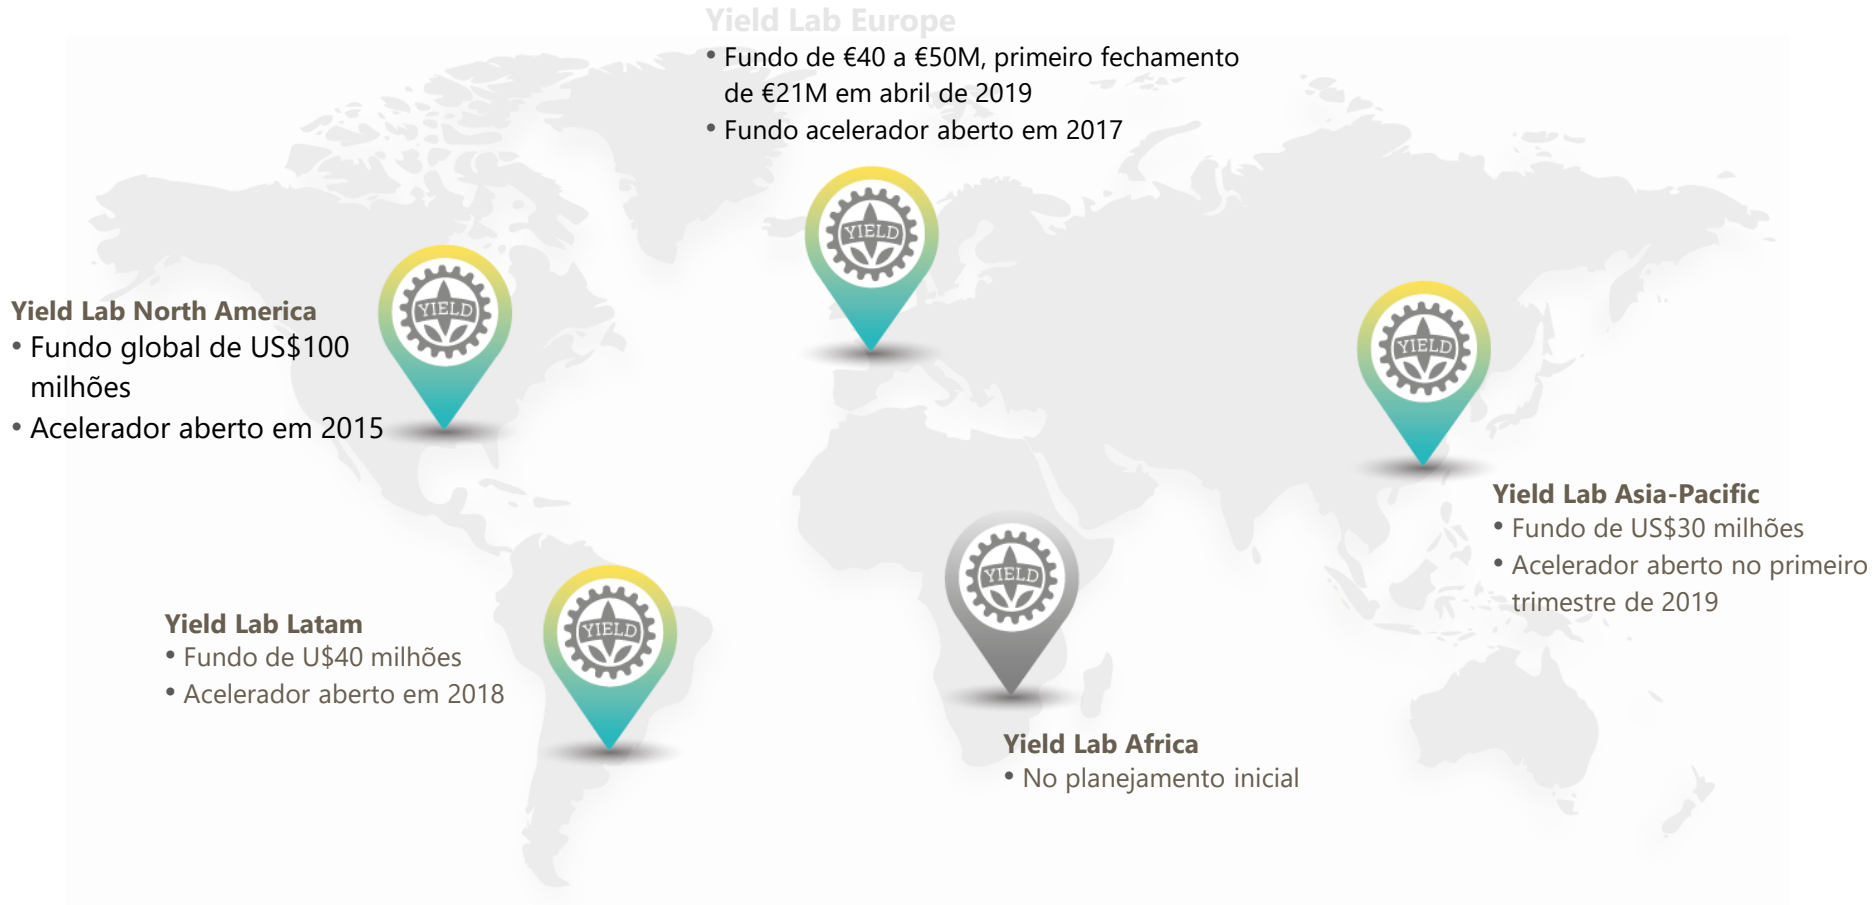 Yield Lab Europe
• Fundo de €40 a €50M, primeiro fechamento
de €21M em abril de 2019
• Fundo acelerador aberto em 2017
YIELD
YIELD
Yield Lab North America
• Fundo global de US$100
milhões
• Acelerador aberto em 2015
YIELD
Yield Lab Asia-Pacific
• Fundo de US$30 milhões
• Acelerador aberto no primeiro
trimestre de 2019
YIELD
Yield Lab Latam
• Fundo de U$40 milhões
• Acelerador aberto em 2018
YIELD
Yield Lab Africa
• No planejamento inicial